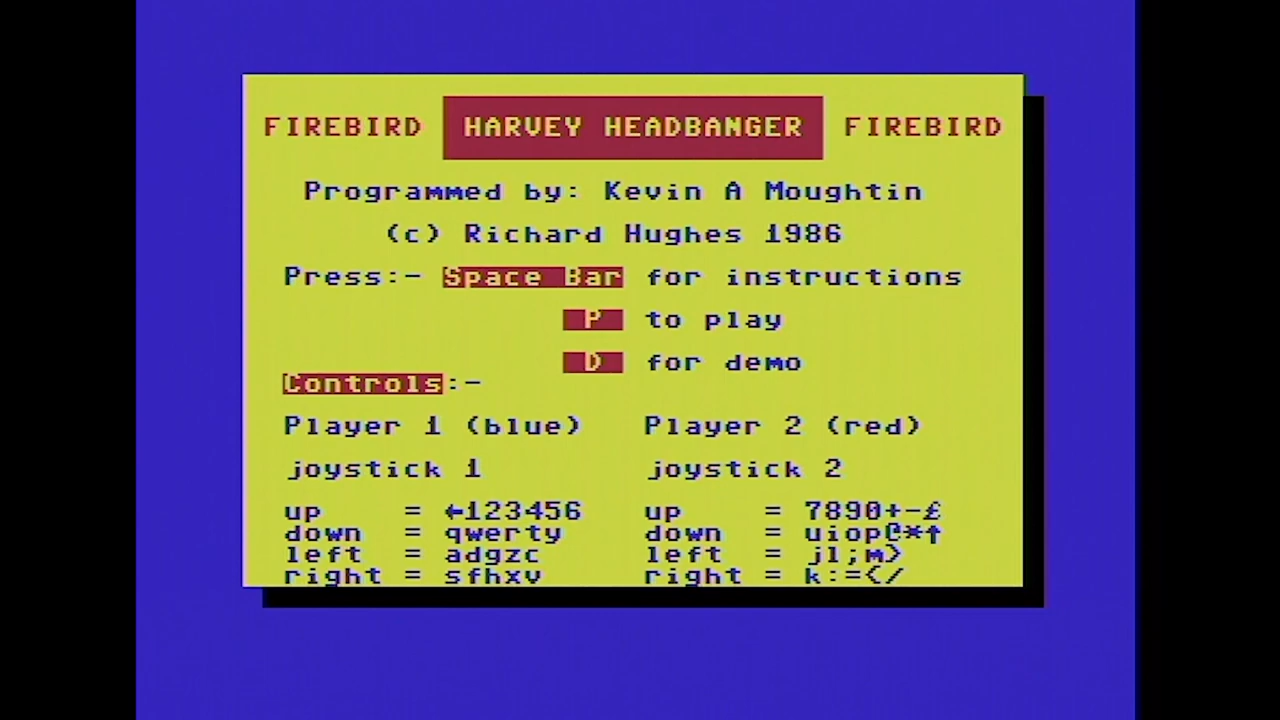 FIREBIRD HARVEY HEADBANGER FIREBIRD
Programmed by: Kevin A Moughtin
(c) Richard Hughes 1986
Press:- Space Bar for instructions
P to play
D for demo
Controls:-
Player 1 (blue) Player 2 (red)
joystick 1 joystick 2
up = ←123456 up = 7890+-£
down = qwerty down = uiop@*↑
left = adgzc left = jl;m>
right = sfhxv right = k:=</